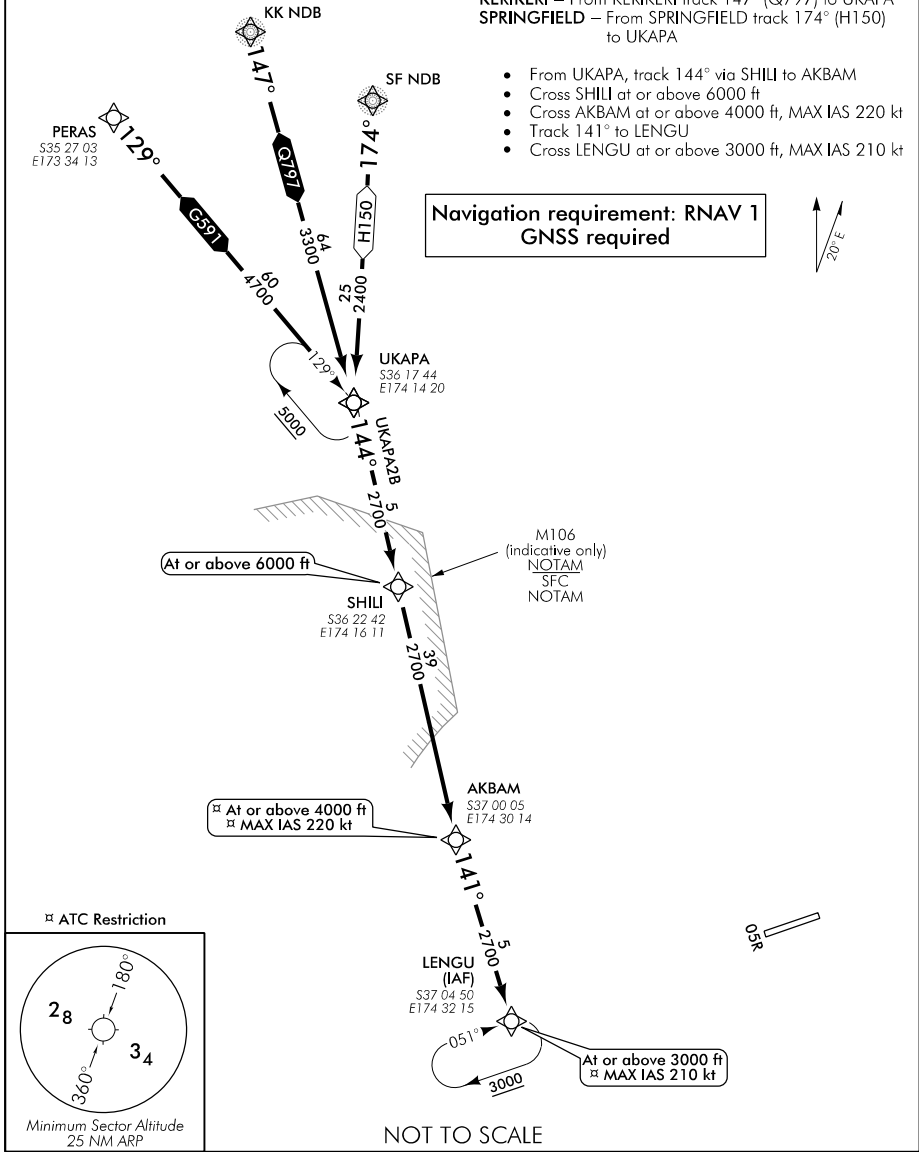 KERIKERI – From KERIKERI track 147° (Q797) to UKAPA
SPRINGFIELD – From SPRINGFIELD track 174° (H150)
to UKAPA
• From UKAPA, track 144° via SHILI to AKBAM
• Cross SHILI at or above 6000 ft
• Cross AKBAM at or above 4000 ft, MAX IAS 220 kt
• Track 141° to LENGU
• Cross LENGU at or above 3000 ft, MAX IAS 210 kt
Navigation requirement: RNAV 1
GNSS required
20° E
KK NDB
147°
Q797
64
3300
SF NDB
174°
H150
25
2400
PERAS
S35 27 03
E173 34 13
129°
G591
60
4700
129°
5000
UKAPA
S36 17 44
E174 14 20
144°
UKAPA2B
5
2700
At or above 6000 ft
SHILI
S36 22 42
E174 16 11
M106
(indicative only)
NOTAM
SFC
NOTAM
39
2700
AKBAM
S37 00 05
E174 30 14
¤ At or above 4000 ft
¤ MAX IAS 220 kt
141°
5
2700
LENGU
(IAF)
S37 04 50
E174 32 15
051°
3000
At or above 3000 ft
¤ MAX IAS 210 kt
05R
¤ ATC Restriction
180°
28
34
360°
Minimum Sector Altitude
25 NM ARP
NOT TO SCALE